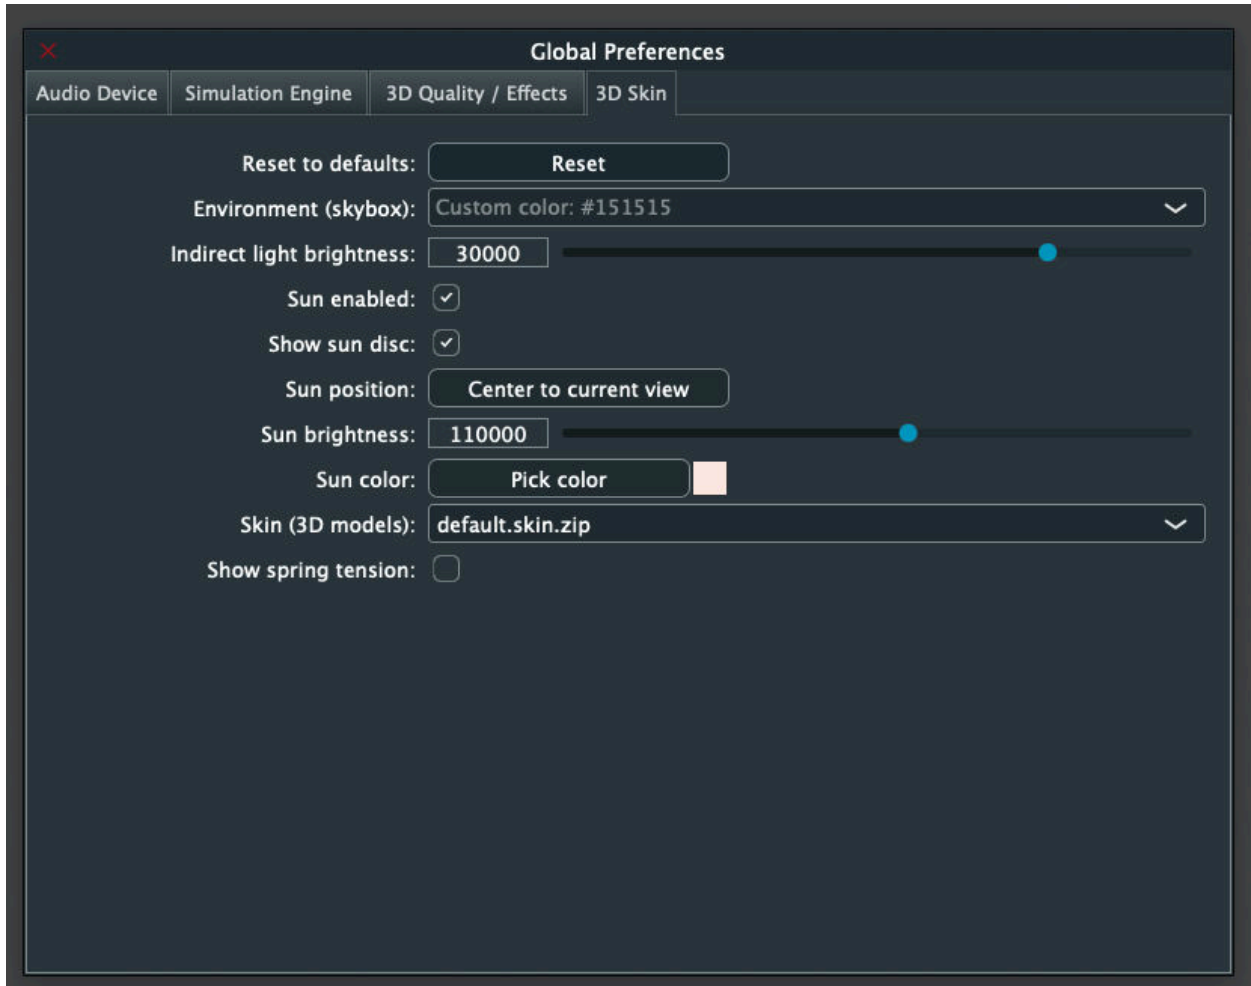 Global Preferences
Audio Device Simulation Engine 3D Quality / Effects 3D Skin
Reset to defaults: Reset
Environment (skybox): Custom color: #151515
Indirect light brightness: 30000
Sun enabled:
Show sun disc:
Sun position: Center to current view
Sun brightness: 110000
Sun color: Pick color
Skin (3D models): default.skin.zip
Show spring tension: